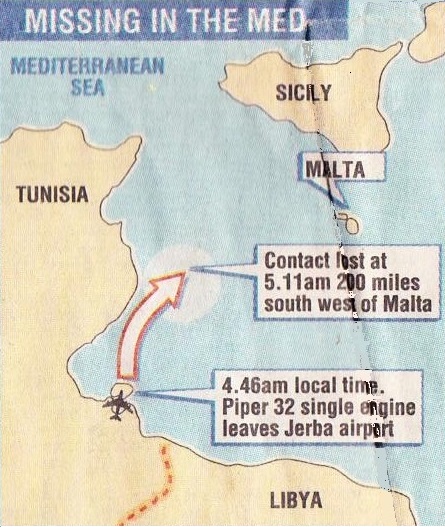 MISSING IN THE MED
MEDITERRANEAN
SEA
SICILY
MALTA
TUNISIA
Contact lost at
5.11am 200 miles
south west of Malta
4.46am local time.
Piper 32 single engine
leaves Jerba airport
LIBYA